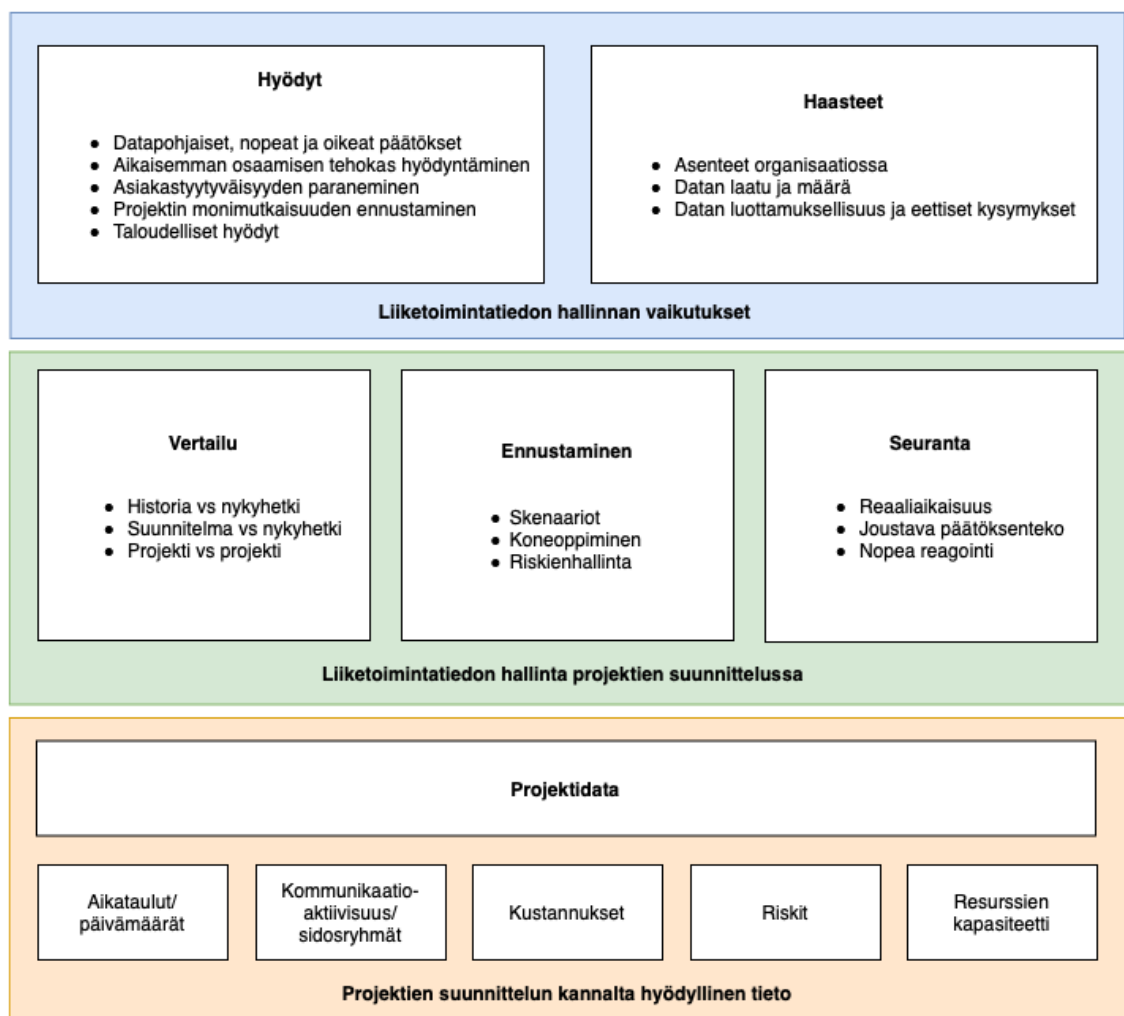 Hyödyt
● Datapohjaiset, nopeat ja oikeat päätökset
● Aikaisemman osaamisen tehokas hyödyntäminen
● Asiakastyytyväisyyden paraneminen
● Projektin monimutkaisuuden ennustaminen
● Taloudelliset hyödyt
Haasteet
● Asenteet organisaatiossa
● Datan laatu ja määrä
● Datan luottamuksellisuus ja eettiset kysymykset
Liiketoimintatiedon hallinnan vaikutukset
Vertailu
● Historia vs nykyhetki
● Suunnitelma vs nykyhetki
● Projekti vs projekti
Ennustaminen
● Skenaariot
● Koneoppiminen
● Riskienhallinta
Seuranta
● Reaaliaikaisuus
● Joustava päätöksenteko
● Nopea reagointi
Liiketoimintatiedon hallinta projektien suunnittelussa
Projektidata
Aikataulut/
päivämäärät
Kommunikaatio-
aktiivisuus/
sidosryhmät
Kustannukset
Riskit
Resurssien
kapasiteetti
Projektien suunnittelun kannalta hyödyllinen tieto